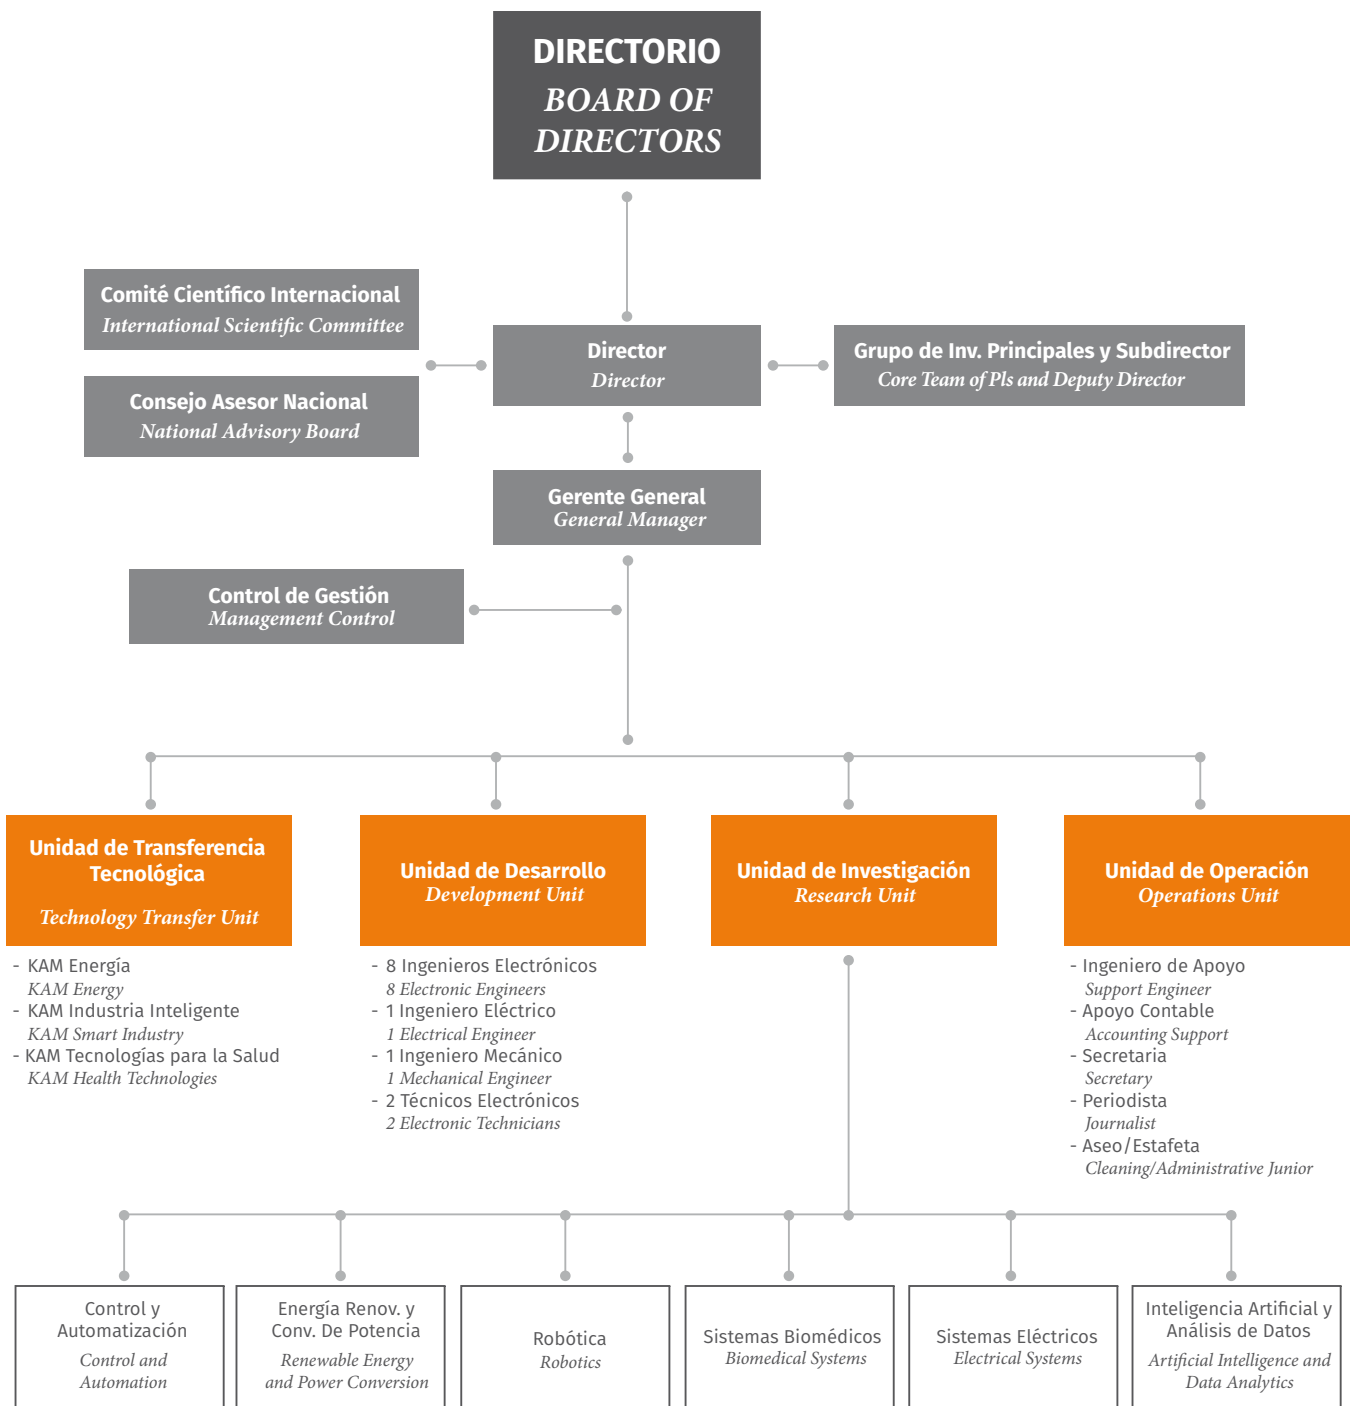 DIRECTORIO
BOARD OF
DIRECTORS
Comité Científico Internacional
International Scientific Committee
Consejo Asesor Nacional
National Advisory Board
Director
Director
Grupo de Inv. Principales y Subdirector
Core Team of Pls and Deputy Director
Gerente General
General Manager
Control de Gestión
Management Control
Unidad de Transferencia
Tecnológica
Technology Transfer Unit
- KAM Energía
KAM Energy
- KAM Industria Inteligente
KAM Smart Industry
- KAM Tecnologías para la Salud
KAM Health Technologies
Unidad de Desarrollo
Development Unit
- 8 Ingenieros Electrónicos
8 Electronic Engineers
- 1 Ingeniero Eléctrico
1 Electrical Engineer
- 1 Ingeniero Mecánico
1 Mechanical Engineer
- 2 Técnicos Electrónicos
2 Electronic Technicians
Unidad de Investigación
Research Unit
Unidad de Operación
Operations Unit
- Ingeniero de Apoyo
Support Engineer
- Apoyo Contable
Accounting Support
- Secretaria
Secretary
- Periodista
Journalist
- Aseo/Estafeta
Cleaning/Administrative Junior
Control y
Automatización
Control and
Automation
Energía Renov. y
Conv. De Potencia
Renewable Energy
and Power Conversion
Robótica
Robotics
Sistemas Biomédicos
Biomedical Systems
Sistemas Eléctricos
Electrical Systems
Inteligencia Artificial y
Análisis de Datos
Artificial Intelligence and
Data Analytics